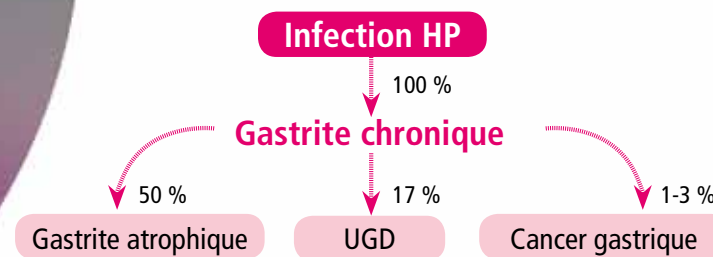 Infection HP
100 %
Gastrite chronique
50 %
17 %
1-3 %
Gastrite atrophique
UGD
Cancer gastrique